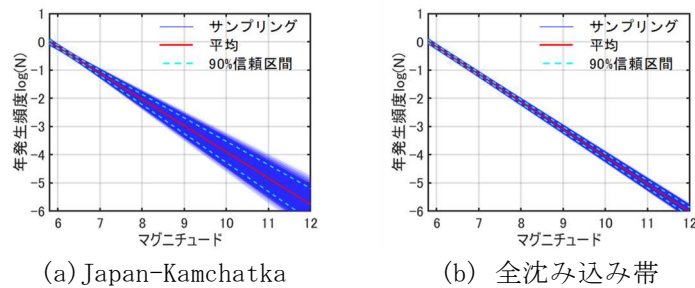 サンプリング
平均
90%信頼区間
年発生頻度log(N)
1
0
-1
-2
-3
-4
-5
-6
6
7
8
9
10
11
12
マグニチュード
(a)Japan-Kamchatka
サンプリング
平均
90%信頼区間
年発生頻度log(N)
1
0
-1
-2
-3
-4
-5
-6
6
7
8
9
10
11
12
マグニチュード
(b) 全沈み込み帯